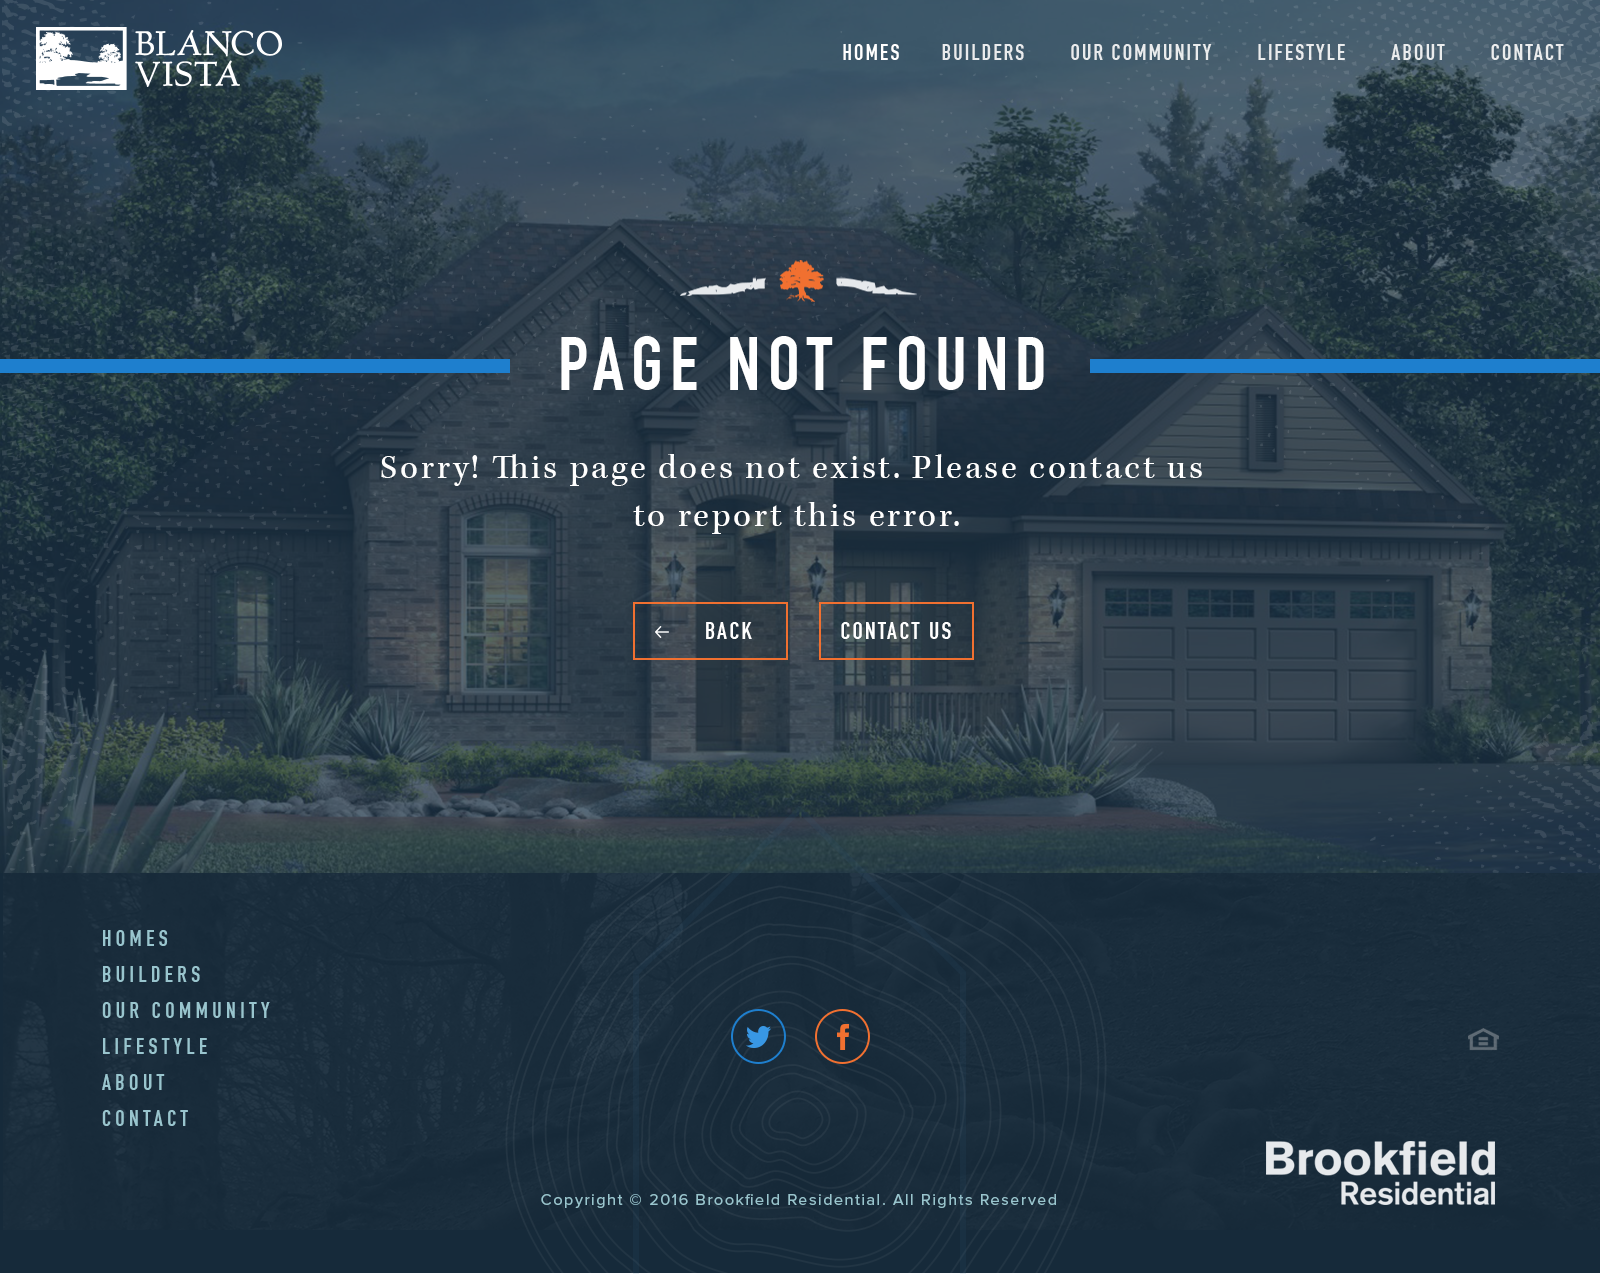 BLANCO
VISTA
HOMES BUILDERS OUR COMMUNITY LIFESTYLE ABOUT CONTACT
PAGE NOT FOUND
Sorry! This page does not exist. Please contact us
to report this error.
← BACK CONTACT US
HOMES
BUILDERS
OUR COMMUNITY
LIFESTYLE
ABOUT
CONTACT
Copyright © 2016 Brookfield Residential. All Rights Reserved
Brookfield
Residential